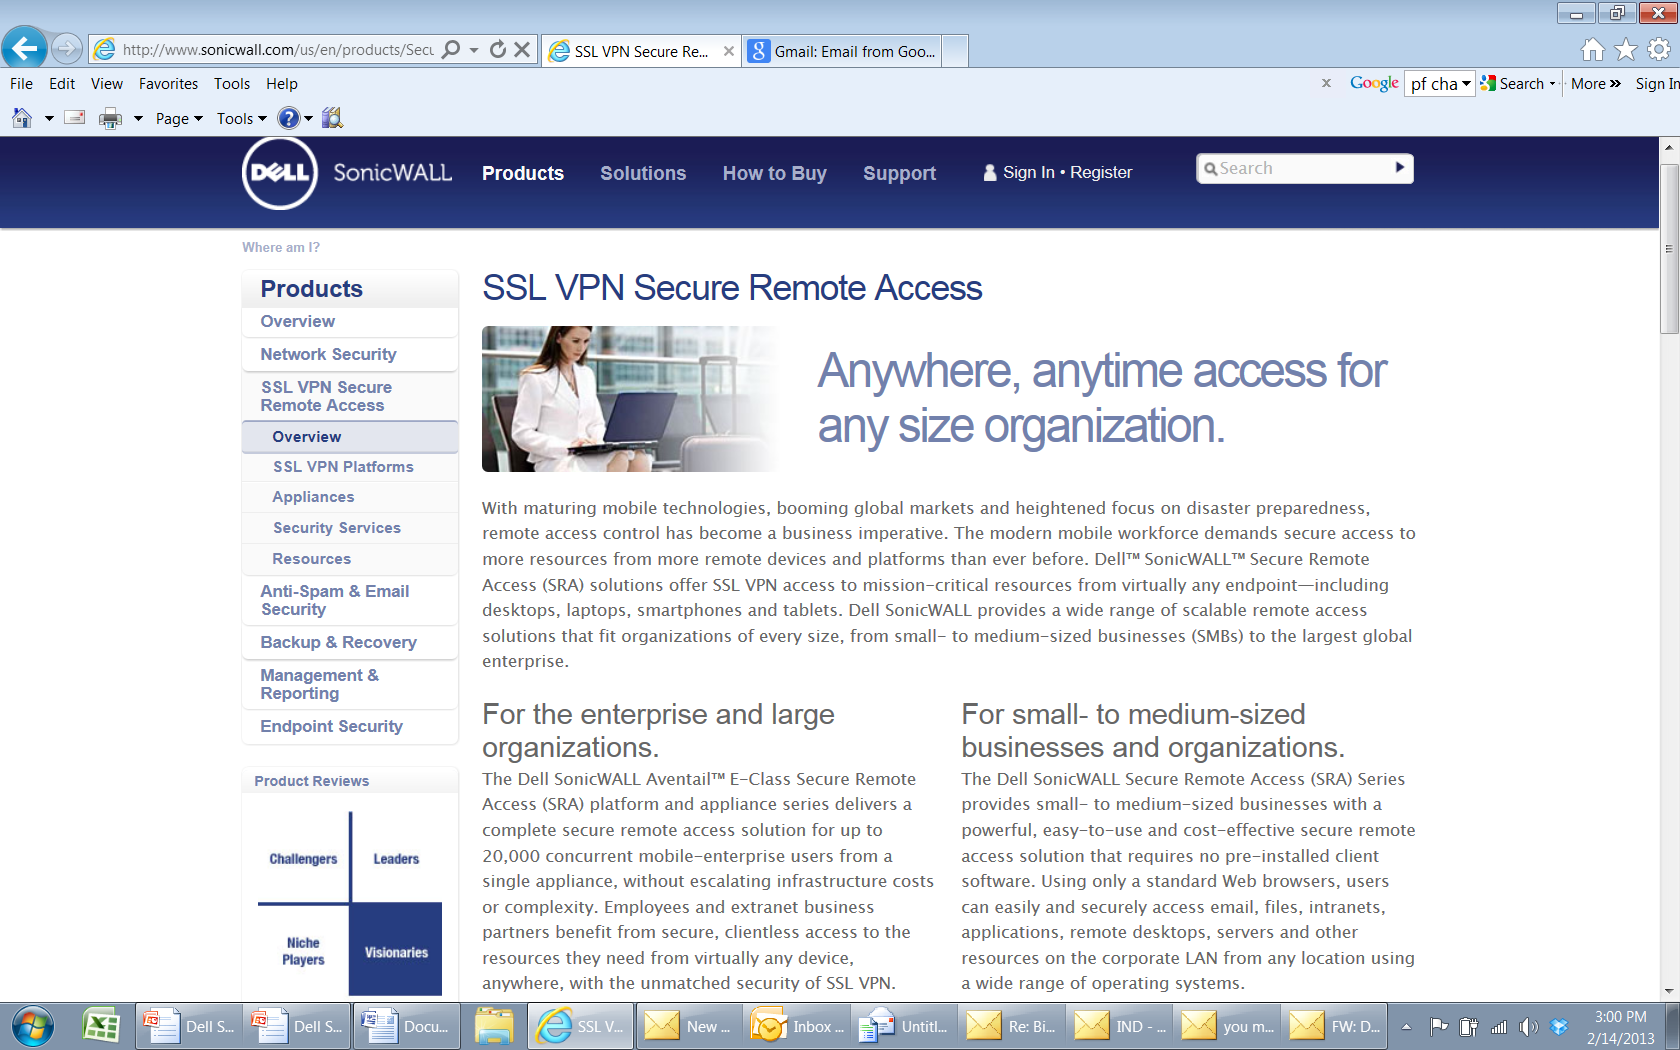 http://www.sonicwall.com/us/en/products/Secu
SSL VPN Secure Re...
Gmail: Email from Goo...
File Edit View Favorites Tools Help
x Google pf cha Search More » Sign In
Page Tools
DELL SonicWALL Products Solutions How to Buy Support Sign In • Register Search
Where am I?
Products
Overview
Network Security
SSL VPN Secure
Remote Access
Overview
SSL VPN Platforms
Appliances
Security Services
Resources
Anti-Spam & Email
Security
Backup & Recovery
Management &
Reporting
Endpoint Security
Product Reviews
Challengers Leaders
Niche
Players
Visionaries
SSL VPN Secure Remote Access
Anywhere, anytime access for
any size organization.
With maturing mobile technologies, booming global markets and heightened focus on disaster preparedness,
remote access control has become a business imperative. The modern mobile workforce demands secure access to
more resources from more remote devices and platforms than ever before. Dell™ SonicWALL™ Secure Remote
Access (SRA) solutions offer SSL VPN access to mission-critical resources from virtually any endpoint—including
desktops, laptops, smartphones and tablets. Dell SonicWALL provides a wide range of scalable remote access
solutions that fit organizations of every size, from small- to medium-sized businesses (SMBs) to the largest global
enterprise.
For the enterprise and large
organizations.
The Dell SonicWALL Aventail™ E-Class Secure Remote
Access (SRA) platform and appliance series delivers a
complete secure remote access solution for up to
20,000 concurrent mobile-enterprise users from a
single appliance, without escalating infrastructure costs
or complexity. Employees and extranet business
partners benefit from secure, clientless access to the
resources they need from virtually any device,
anywhere, with the unmatched security of SSL VPN.
For small- to medium-sized
businesses and organizations.
The Dell SonicWALL Secure Remote Access (SRA) Series
provides small- to medium-sized businesses with a
powerful, easy-to-use and cost-effective secure remote
access solution that requires no pre-installed client
software. Using only a standard Web browsers, users
can easily and securely access email, files, intranets,
applications, remote desktops, servers and other
resources on the corporate LAN from any location using
a wide range of operating systems.
Dell S... Dell S... Docu... SSL V... New ... Inbox ... Untitl... Re: Bi... IND - ... you m... FW: D...
3:00 PM
2/14/2013